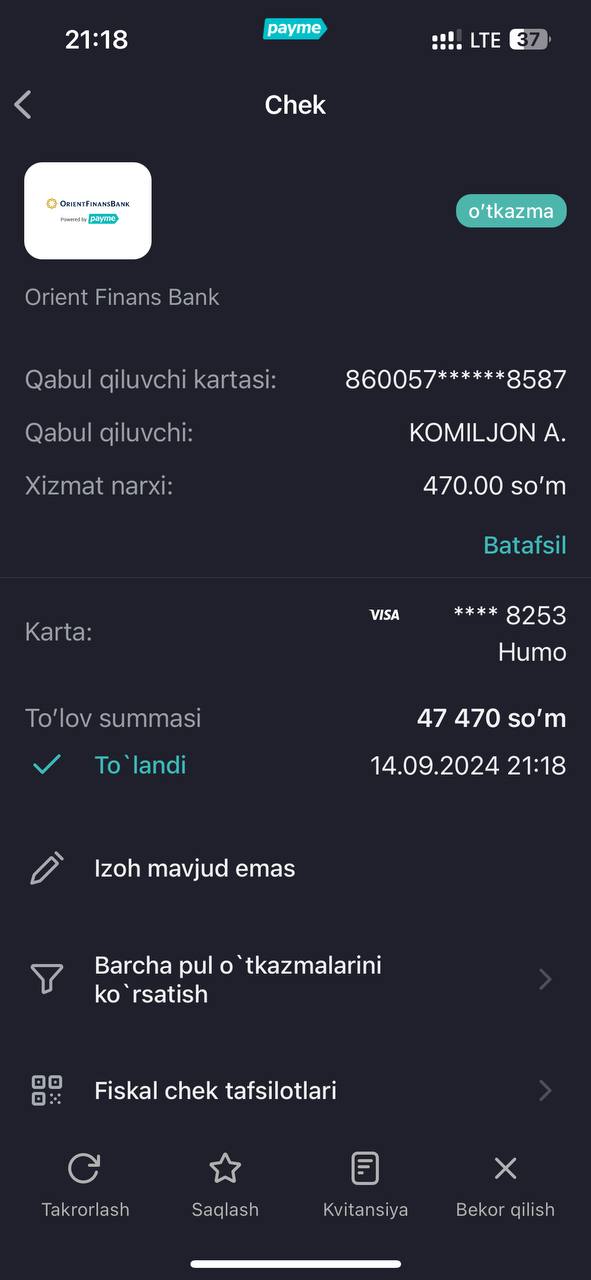 21:18
payme
LTE 37
Chek
ORIENTFINANSBANK
Powered by payme
o‘tkazma
Orient Finans Bank
Qabul qiluvchi kartasi: 860057******8587
Qabul qiluvchi: KOMILJON A.
Xizmat narxi: 470.00 so‘m
Batafsil
Karta: VISA **** 8253
Humo
To‘lov summasi 47 470 so‘m
To`landi 14.09.2024 21:18
Izoh mavjud emas
Barcha pul o`tkazmalarini
ko`rsatish
Fiskal chek tafsilotlari
Takrorlash Saqlash Kvitansiya Bekor qilish